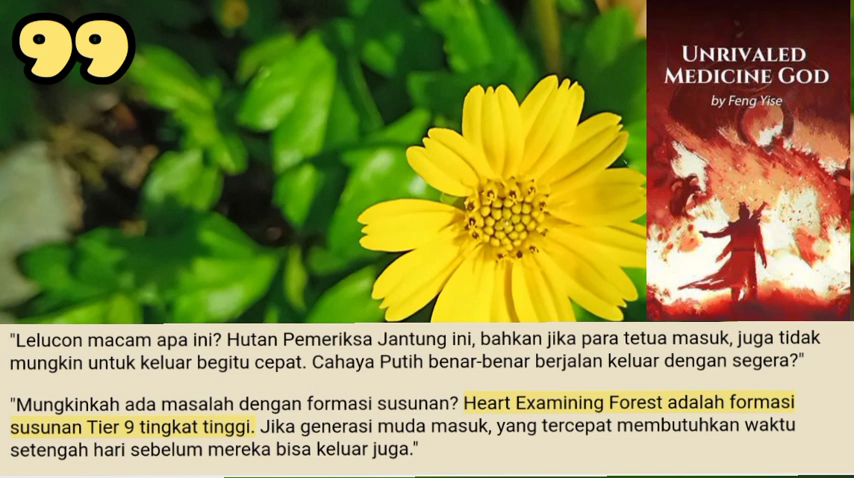 99
UNRIVALED
MEDICINE GOD
by Feng Yise
"Lelucon macam apa ini? Hutan Pemeriksa Jantung ini, bahkan jika para tetua masuk, juga tidak
mungkin untuk keluar begitu cepat. Cahaya Putih benar-benar berjalan keluar dengan segera?"
"Mungkinkah ada masalah dengan formasi susunan? Heart Examining Forest adalah formasi
susunan Tier 9 tingkat tinggi. Jika generasi muda masuk, yang tercepat membutuhkan waktu
setengah hari sebelum mereka bisa keluar juga."